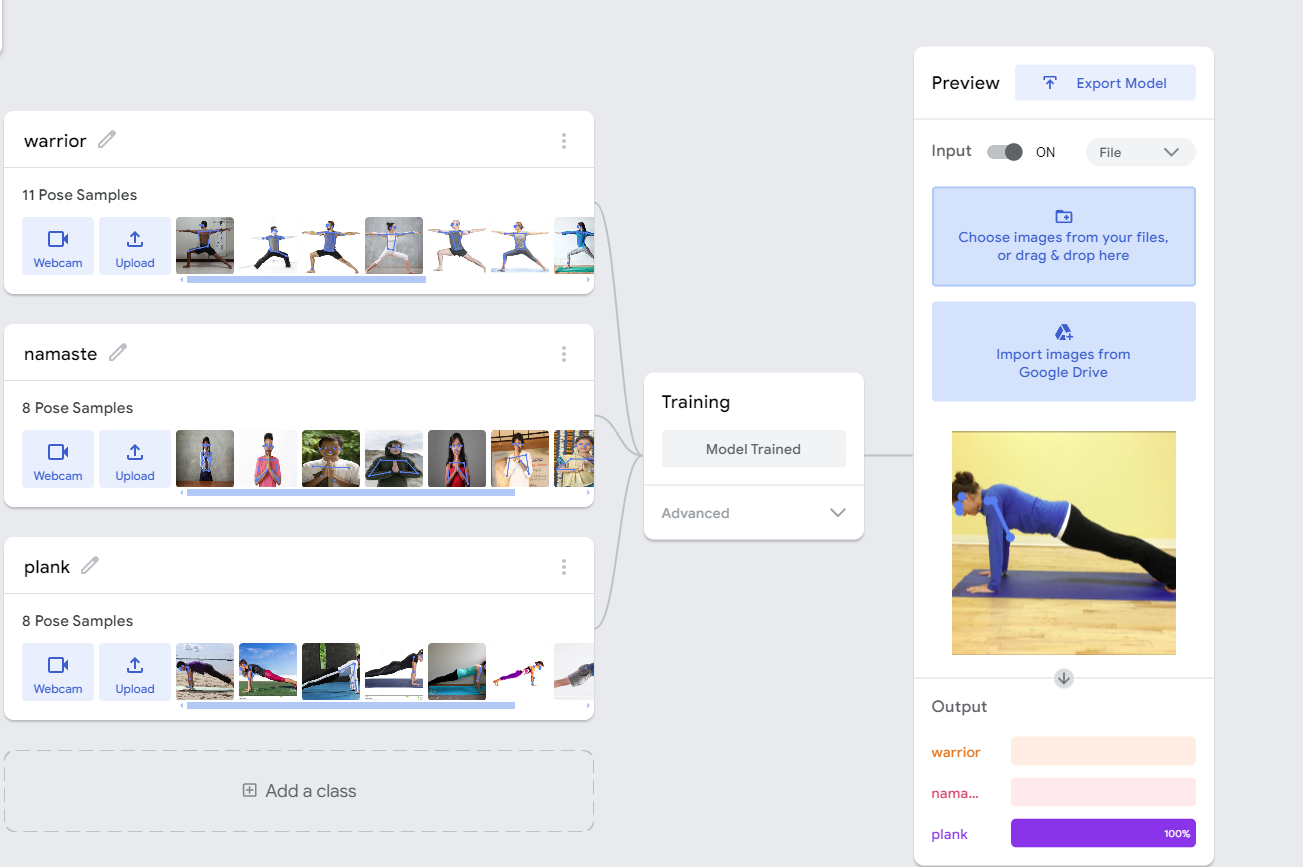 warrior
11 Pose Samples
Webcam
Upload
namaste
8 Pose Samples
Webcam
Upload
plank
8 Pose Samples
Webcam
Upload
Add a class
Training
Model Trained
Advanced
Preview
Export Model
Input
ON
File
Choose images from your files,
or drag & drop here
Import images from
Google Drive
Output
warrior
nama...
plank
100%